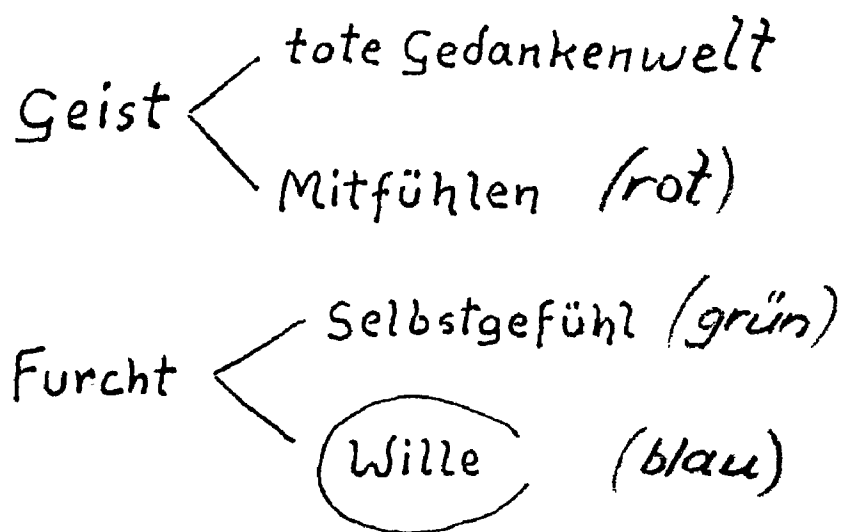 tote Gedankenwelt
Geist
Mitfühlen (rot)
Selbstgefühl (grün)
Furcht
Wille (blau)